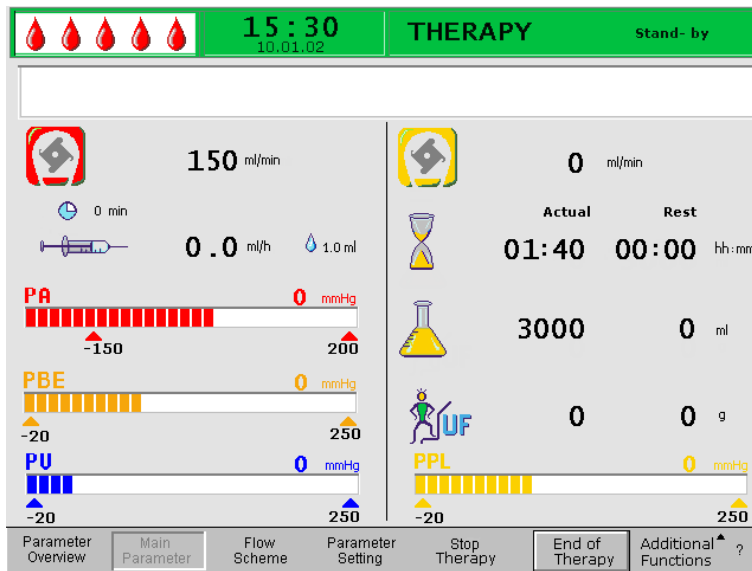 15:30
10.01.02
THERAPY
Stand- by
150 ml/min
0 min
0.0 ml/h
1.0 ml
PA
0 mmHg
-150
200
PBE
0 mmHg
-20
250
PV
0 mmHg
-20
250
0 ml/min
Actual
Rest
01:40
00:00
hh:mm
3000
0 ml
UF
0
0 g
PPL
0 mmHg
-20
250
Parameter
Overview
Main
Parameter
Flow
Scheme
Parameter
Setting
Stop
Therapy
End of
Therapy
Additional
Functions
?